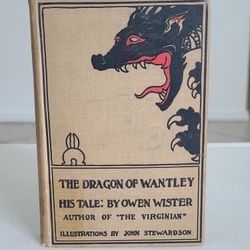 THE DRAGON OF WANTLEY
HIS TALE: BY OWEN WISTER
AUTHOR OF "THE VIRGINIAN"
ILLUSTRATIONS BY JOHN STEWARDSON